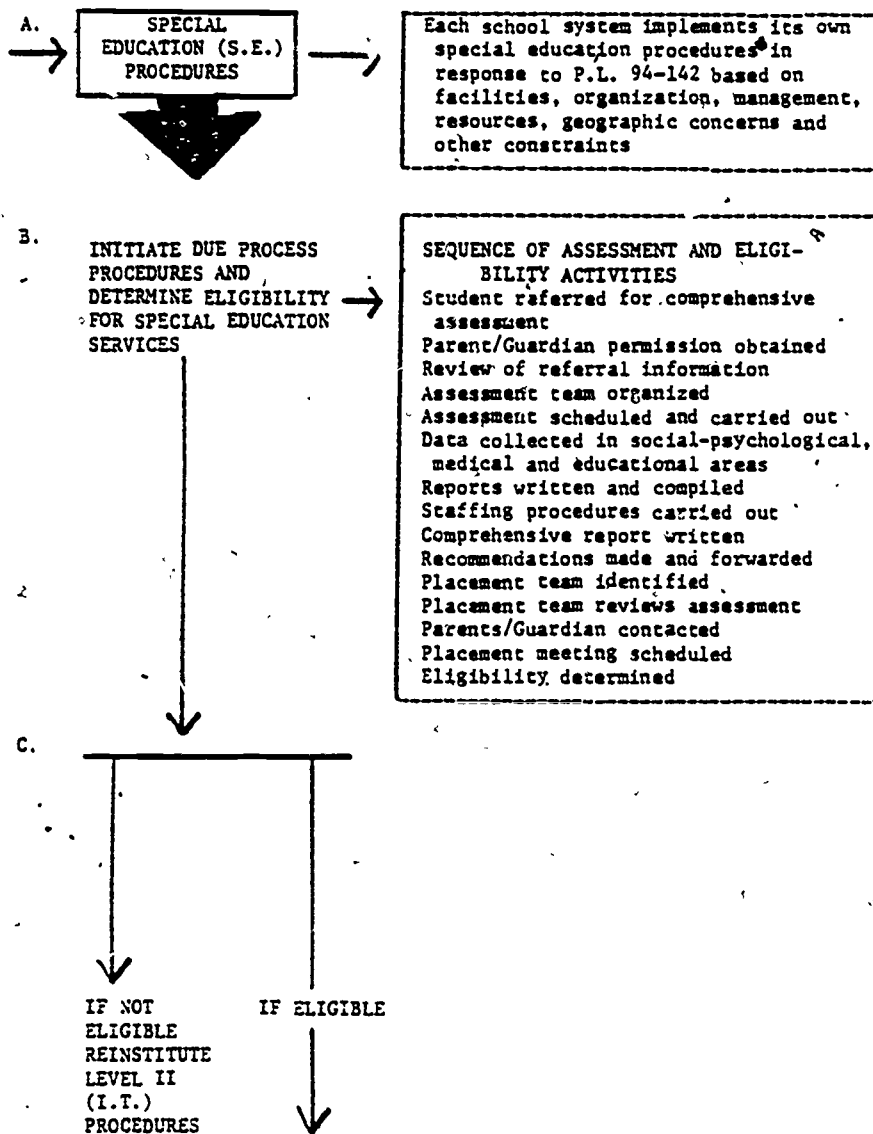 A.
SPECIAL
EDUCATION (S.E.)
PROCEDURES
Each school system implements its own
special education procedures in
response to P.L. 94-142 based on
facilities, organization, management,
resources, geographic concerns and
other constraints
B.
INITIATE DUE PROCESS
PROCEDURES AND
DETERMINE ELIGIBILITY
FOR SPECIAL EDUCATION
SERVICES
SEQUENCE OF ASSESSMENT AND ELIGI-
BILITY ACTIVITIES
Student referred for comprehensive
assessment
Parent/Guardian permission obtained
Review of referral information
Assessment team organized
Assessment scheduled and carried out
Data collected in social-psychological,
medical and educational areas
Reports written and compiled
Staffing procedures carried out
Comprehensive report written
Recommendations made and forwarded
Placement team identified
Placement team reviews assessment
Parents/Guardian contacted
Placement meeting scheduled
Eligibility determined
C.
IF NOT
ELIGIBLE
REINSTITUTE
LEVEL II
(I.T.)
PROCEDURES
IF ELIGIBLE